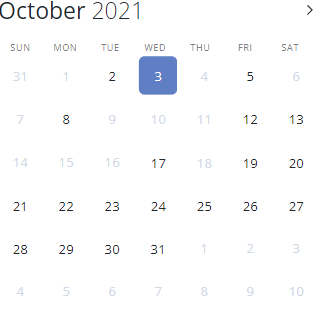 October 2021
SUN MON TUE WED THU FRI SAT
31 1 2 3 4 5 6
7 8 9 10 11 12 13
14 15 16 17 18 19 20
21 22 23 24 25 26 27
28 29 30 31 1 2 3
4 5 6 7 8 9 10